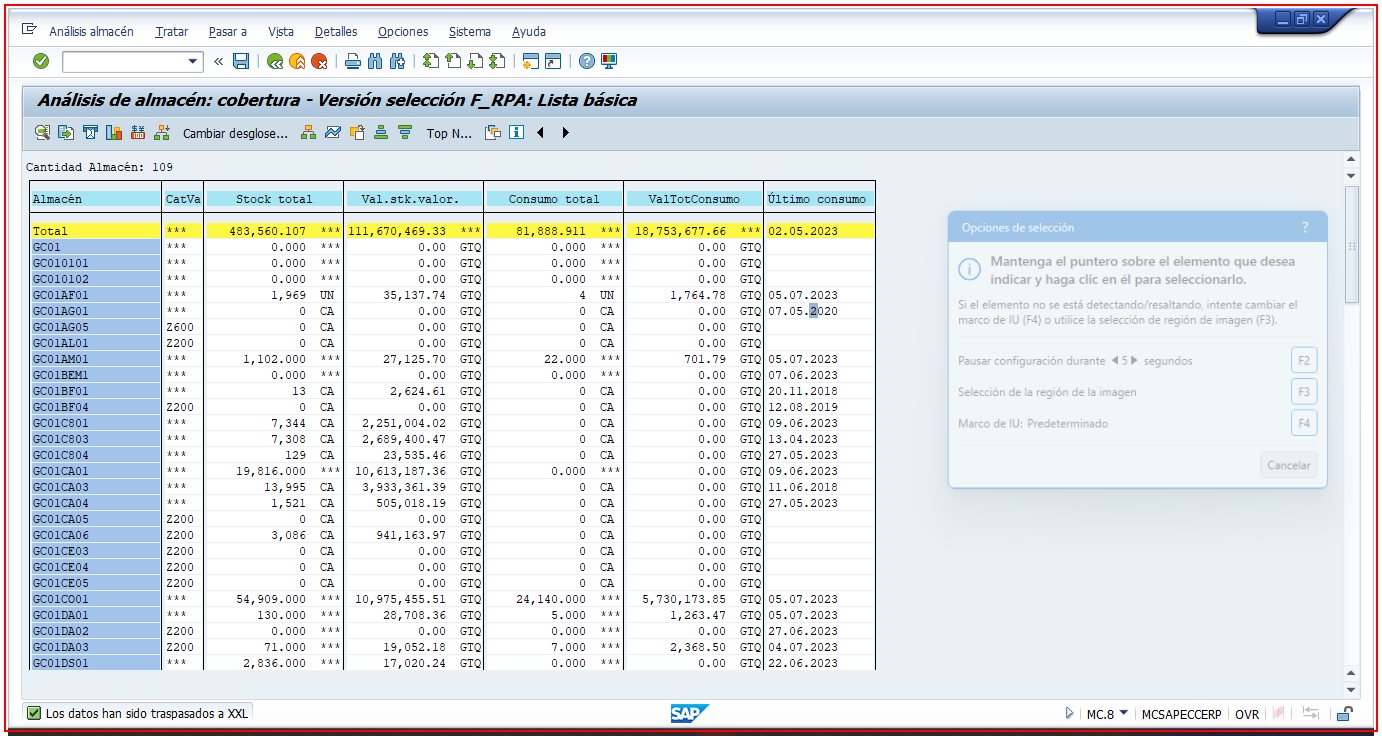 Análisis almacén Tratar Pasar a Vista Detalles Opciones Sistema Ayuda
Análisis de almacén: cobertura - Versión selección F_RPA: Lista básica
Cambiar desglose... Top N...
Cantidad Almacén: 109
Almacén CatVa Stock total Val.stk.valor. Consumo total ValTotConsumo Último consumo
Total *** 483,560.107 *** 111,670,469.33 *** 81,888.911 *** 18,753,677.66 *** 02.05.2023
GC01 *** 0.000 *** 0.00 GTQ 0.000 *** 0.00 GTQ
GC010101 *** 0.000 *** 0.00 GTQ 0.000 *** 0.00 GTQ
GC010102 *** 0.000 *** 0.00 GTQ 0.000 *** 0.00 GTQ
GC01AF01 *** 1,969 UN 35,137.74 GTQ 4 UN 1,764.78 GTQ 05.07.2023
GC01AG01 *** 0 CA 0.00 GTQ 0 CA 0.00 GTQ 07.05.2020
GC01AG05 Z600 0 CA 0.00 GTQ 0 CA 0.00 GTQ
GC01AL01 Z200 0 CA 0.00 GTQ 0 CA 0.00 GTQ
GC01AM01 *** 1,102.000 *** 27,125.70 GTQ 22.000 *** 701.79 GTQ 05.07.2023
GC01BEM1 *** 0.000 *** 0.00 GTQ 0.000 *** 0.00 GTQ 07.06.2023
GC01BF01 *** 13 CA 2,624.61 GTQ 0 CA 0.00 GTQ 20.11.2018
GC01BF04 Z200 0 CA 0.00 GTQ 0 CA 0.00 GTQ 12.08.2019
GC01C801 *** 7,344 CA 2,251,004.02 GTQ 0 CA 0.00 GTQ 09.06.2023
GC01C803 *** 7,308 CA 2,689,400.47 GTQ 0 CA 0.00 GTQ 13.04.2023
GC01C804 *** 129 CA 23,535.46 GTQ 0 CA 0.00 GTQ 27.05.2023
GC01CA01 *** 19,816.000 *** 10,613,187.36 GTQ 0.000 *** 0.00 GTQ 09.06.2023
GC01CA03 *** 13,995 CA 3,933,361.39 GTQ 0 CA 0.00 GTQ 11.06.2018
GC01CA04 *** 1,521 CA 505,018.19 GTQ 0 CA 0.00 GTQ 27.05.2023
GC01CA05 Z200 0 CA 0.00 GTQ 0 CA 0.00 GTQ
GC01CA06 Z200 3,086 CA 941,163.97 GTQ 0 CA 0.00 GTQ
GC01CE03 Z200 0 CA 0.00 GTQ 0 CA 0.00 GTQ
GC01CE04 Z200 0 CA 0.00 GTQ 0 CA 0.00 GTQ
GC01CE05 Z200 0 CA 0.00 GTQ 0 CA 0.00 GTQ
GC01CO01 *** 54,909.000 *** 10,975,455.51 GTQ 24,140.000 *** 5,730,173.85 GTQ 05.07.2023
GC01DA01 *** 130.000 *** 28,708.36 GTQ 5.000 *** 1,263.47 GTQ 05.07.2023
GC01DA02 Z200 0.000 *** 0.00 GTQ 0.000 *** 0.00 GTQ 27.06.2023
GC01DA03 Z200 71.000 *** 19,052.18 GTQ 7.000 *** 2,368.50 GTQ 04.07.2023
GC01DS01 *** 2,836.000 *** 17,020.24 GTQ 0.000 *** 0.00 GTQ 22.06.2023
Opciones de selección ?
Mantenga el puntero sobre el elemento que desea
indicar y haga clic en él para seleccionarlo.
Si el elemento no se está detectando/resaltando, intente cambiar el
marco de IU (F4) o utilice la selección de región de imagen (F3).
Pausar configuración durante 5 segundos F2
Selección de la región de la imagen F3
Marco de IU: Predeterminado F4
Cancelar
Los datos han sido traspasados a XXL SAP MC.8 MCSAPECCERP OVR